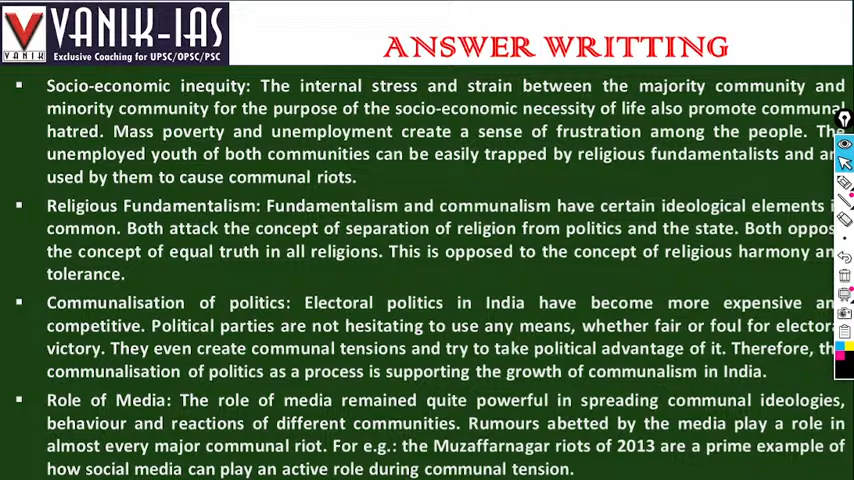 VANIK-IAS
VANIK
Exclusive Coaching for UPSC/OPSC/PSC
ANSWER WRITTING
▪ Socio-economic inequity: The internal stress and strain between the majority community and
minority community for the purpose of the socio-economic necessity of life also promote communal
hatred. Mass poverty and unemployment create a sense of frustration among the people. The
unemployed youth of both communities can be easily trapped by religious fundamentalists and
used by them to cause communal riots.
▪ Religious Fundamentalism: Fundamentalism and communalism have certain ideological elements
common. Both attack the concept of separation of religion from politics and the state. Both
the concept of equal truth in all religions. This is opposed to the concept of religious harmony
tolerance.
▪ Communalisation of politics: Electoral politics in India have become more expensive
competitive. Political parties are not hesitating to use any means, whether fair or foul for
victory. They even create communal tensions and try to take political advantage of it. Therefore,
communalisation of politics as a process is supporting the growth of communalism in India.
▪ Role of Media: The role of media remained quite powerful in spreading communal ideologies,
behaviour and reactions of different communities. Rumours abetted by the media play a role in
almost every major communal riot. For e.g.: the Muzaffarnagar riots of 2013 are a prime example of
how social media can play an active role during communal tension.